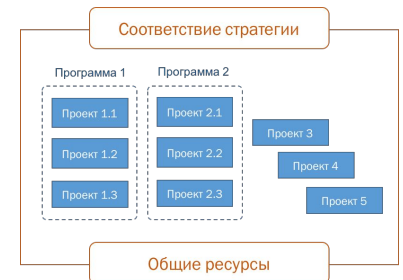 Соответствие стратегии
Программа 1
Программа 2
Проект 1.1
Проект 2.1
Проект 3
Проект 1.2
Проект 2.2
Проект 4
Проект 1.3
Проект 2.3
Проект 5
Общие ресурсы